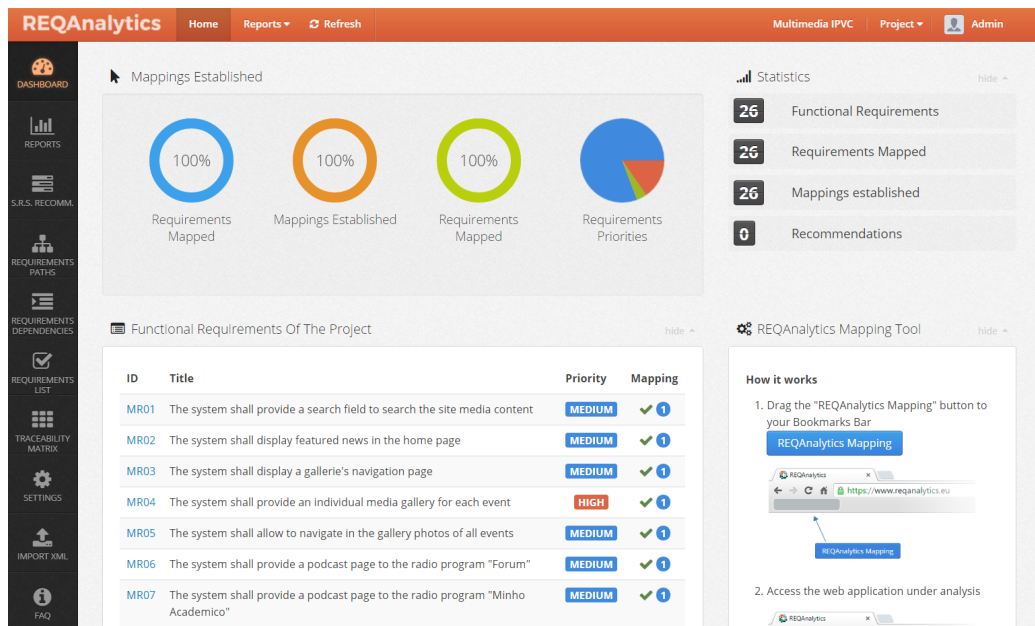 REQAnalytics
Home
Reports
Refresh
Multimedia IPVC
Project
Admin
DASHBOARD
REPORTS
S.R.S. RECOMM.
REQUIREMENTS
PATHS
REQUIREMENTS
DEPENDENCIES
REQUIREMENTS
LIST
TRACEABILITY
MATRIX
SETTINGS
IMPORT XML
FAQ
Mappings Established
100%
Requirements
Mapped
100%
Mappings Established
100%
Requirements
Mapped
Requirements
Priorities
Statistics
hide
26 Functional Requirements
26 Requirements Mapped
26 Mappings established
0 Recommendations
Functional Requirements Of The Project
hide
ID Title Priority Mapping
MR01 The system shall provide a search field to search the site media content MEDIUM 1
MR02 The system shall display featured news in the home page MEDIUM 1
MR03 The system shall display a gallerie's navigation page MEDIUM 1
MR04 The system shall provide an individual media gallery for each event HIGH 1
MR05 The system shall allow to navigate in the gallery photos of all events MEDIUM 1
MR06 The system shall provide a podcast page to the radio program "Forum" MEDIUM 1
MR07 The system shall provide a podcast page to the radio program "Minho MEDIUM 1
Academico"
REQAnalytics Mapping Tool
hide
How it works
1. Drag the "REQAnalytics Mapping" button to
your Bookmarks Bar
REQAnalytics Mapping
REQAnalytics
https://www.reqanalytics.eu
REQAnalytics Mapping
2. Access the web application under analysis
REQAnalytics